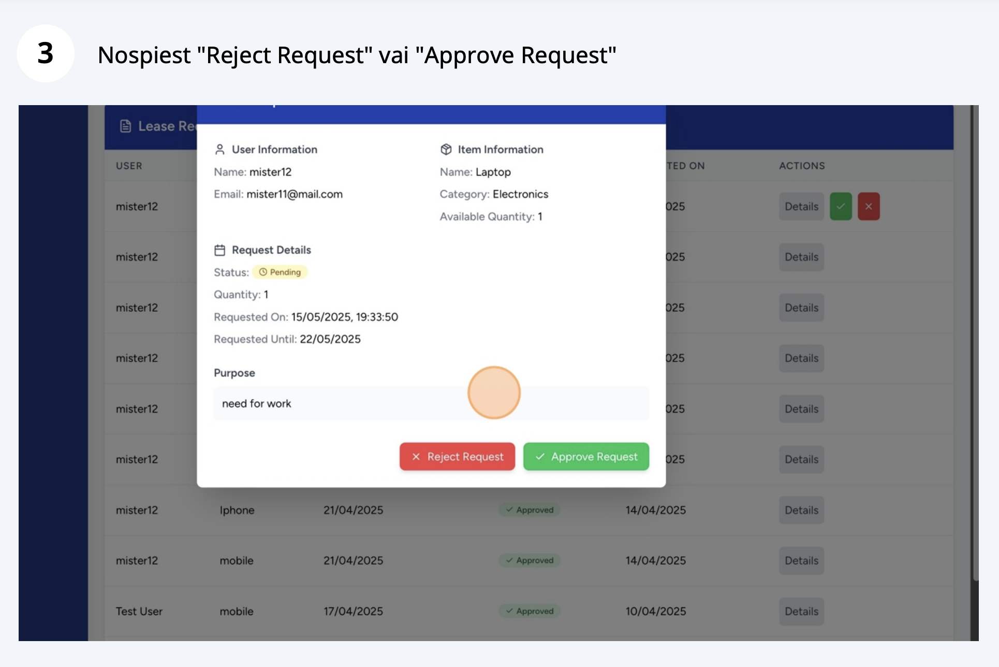 3
Nospiest "Reject Request" vai "Approve Request"
Lease
USER
TED ON
ACTIONS
User Information
Name: mister12
Email: mister11@mail.com
Item Information
Name: Laptop
Category: Electronics
Available Quantity: 1
Request Details
Status: Pending
Quantity: 1
Requested On: 15/05/2025, 19:33:50
Requested Until: 22/05/2025
Purpose
need for work
Reject Request
Approve Request
mister12 025 Details
mister12 025 Details
mister12 025 Details
mister12 025 Details
mister12 025 Details
mister12 025 Details
mister12 Iphone 21/04/2025 Approved 14/04/2025 Details
mister12 mobile 21/04/2025 Approved 14/04/2025 Details
Test User mobile 17/04/2025 Approved 10/04/2025 Details